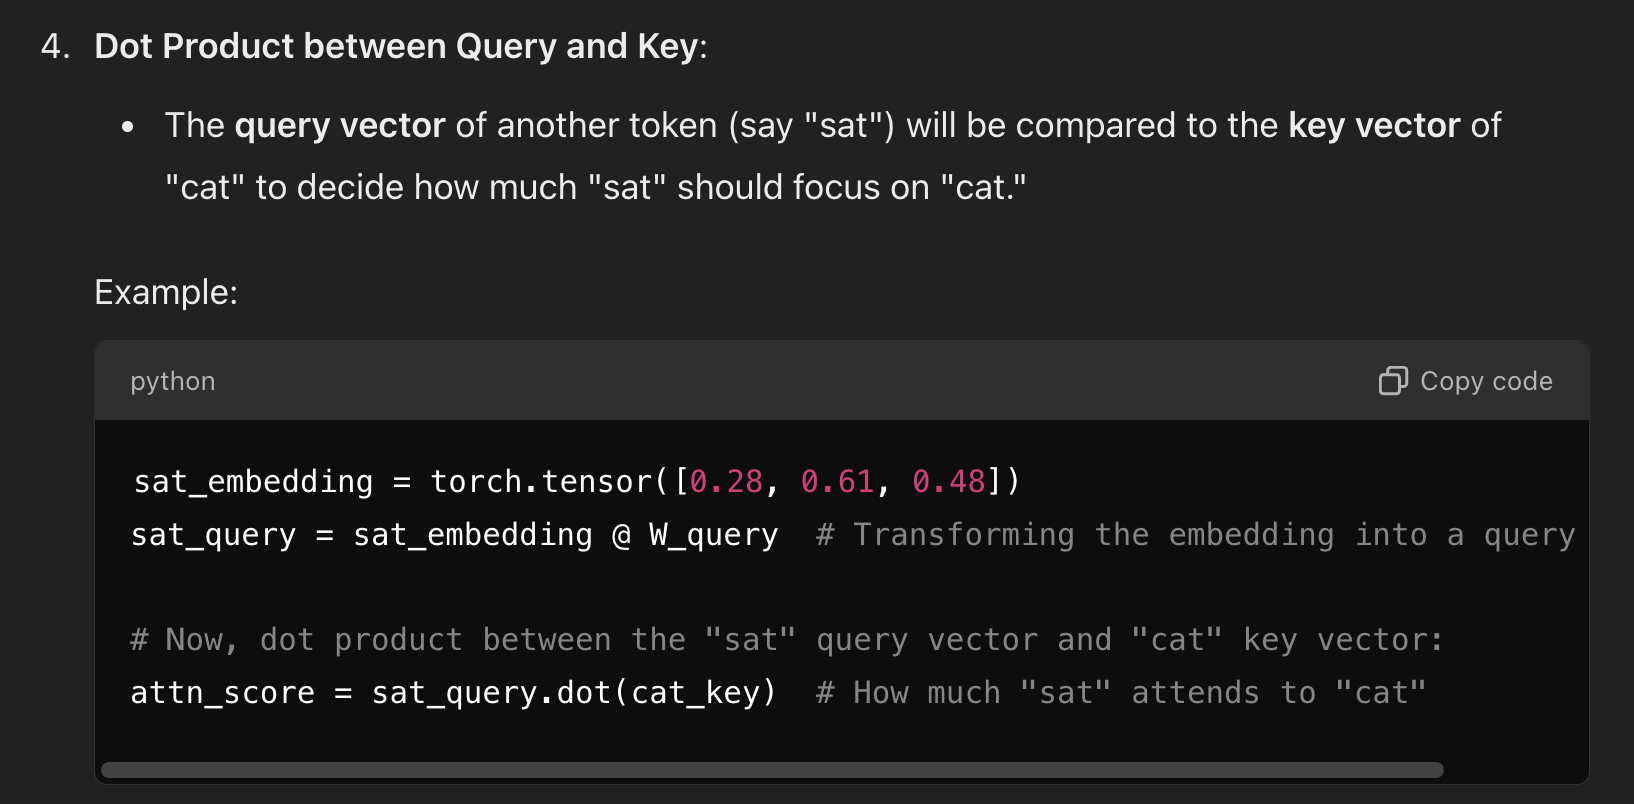 4. Dot Product between Query and Key:
• The query vector of another token (say "sat") will be compared to the key vector of
"cat" to decide how much "sat" should focus on "cat."
Example:
python
Copy code
sat_embedding = torch.tensor([0.28, 0.61, 0.48])
sat_query = sat_embedding @ W_query  # Transforming the embedding into a query
# Now, dot product between the "sat" query vector and "cat" key vector:
attn_score = sat_query.dot(cat_key)  # How much "sat" attends to "cat"